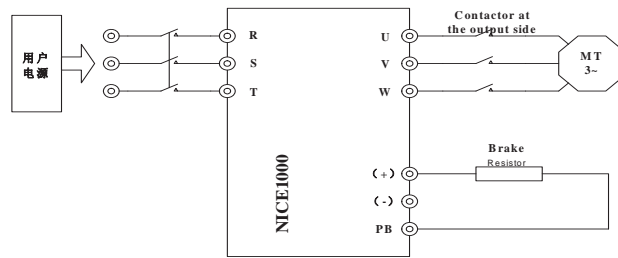 用户
电源
R
S
T
NICE1000
U
V
W
(+)
(-)
PB
Contactor at
the output side
MT
3~
Brake
Resistor